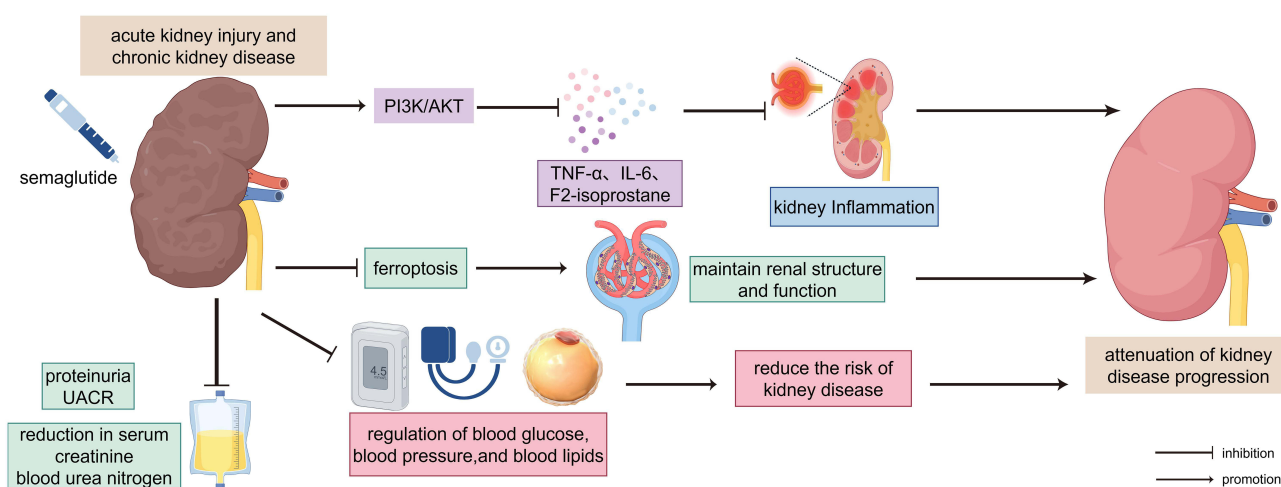 acute kidney injury and
chronic kidney disease
semaglutide
PI3K/AKT
TNF-α、IL-6、
F2-isoprostane
kidney Inflammation
ferroptosis
maintain renal structure
and function
4.5
proteinuria
UACR
reduction in serum
creatinine
blood urea nitrogen
regulation of blood glucose,
blood pressure,and blood lipids
reduce the risk of
kidney disease
attenuation of kidney
disease progression
inhibition
promotion